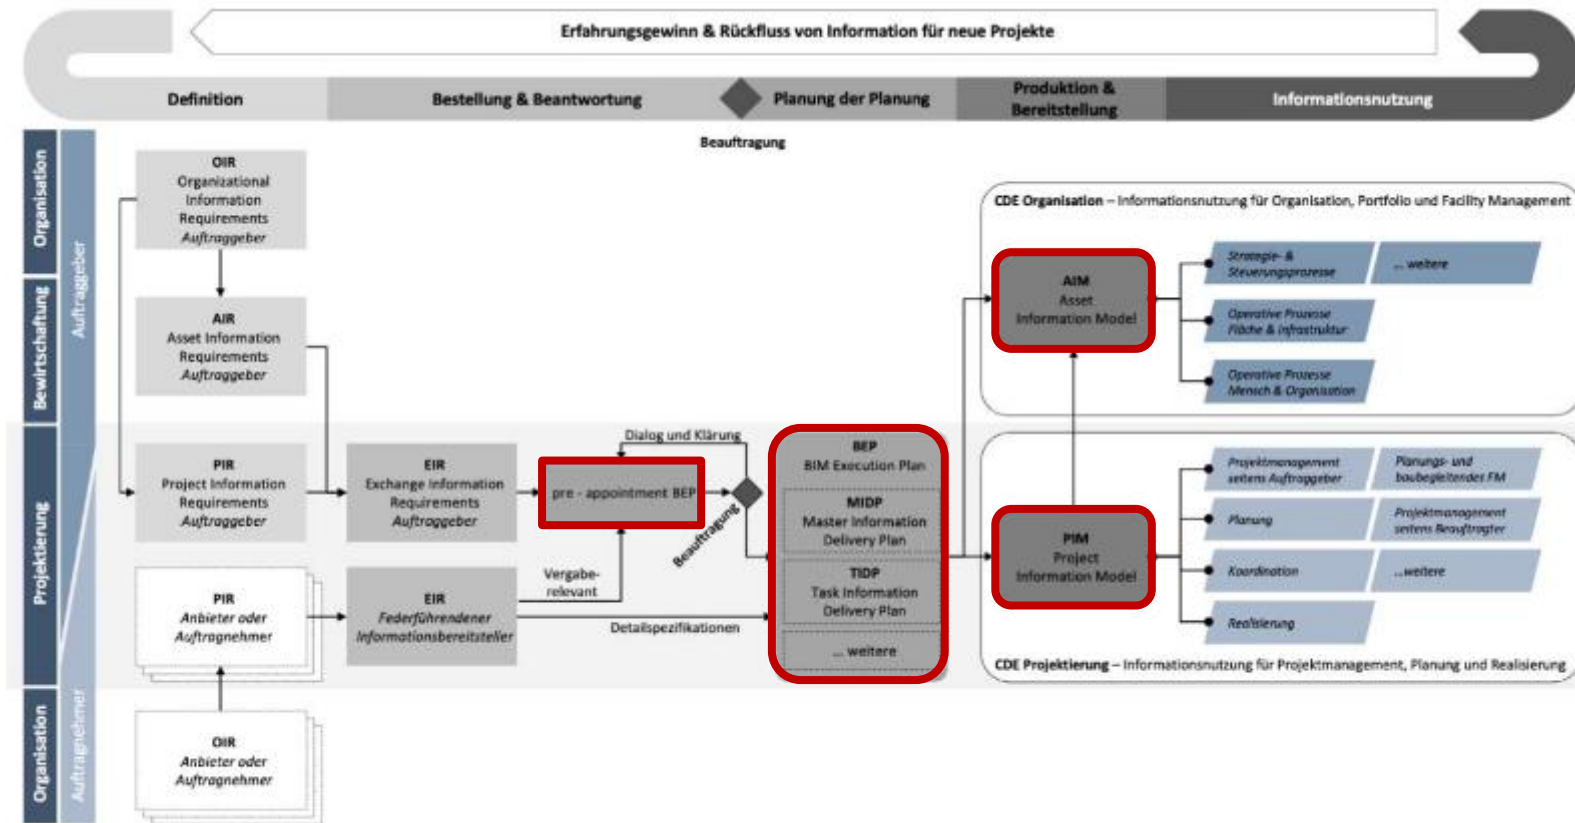 Erfahrungsgewinn & Rückfluss von Information für neue Projekte
Definition
Bestellung & Beantwortung
Planung der Planung
Produktion &
Bereitstellung
Informationsnutzung
Beauftragung
Organisation
Bewirtschaftung
Projektierung
Organisation
Auftraggeber
Auftragnehmer
OIR
Organizational
Information
Requirements
Auftraggeber
AIR
Asset Information
Requirements
Auftraggeber
PIR
Project Information
Requirements
Auftraggeber
EIR
Exchange Information
Requirements
Auftraggeber
PIR
Anbieter oder
Auftragnehmer
EIR
Federführendener
Informationsbereitsteller
OIR
Anbieter oder
Auftragnehmer
Dialog und Klärung
pre - appointment BEP
Beauftragung
Vergabe-
relevant
Detailspezifikationen
BEP
BIM Execution Plan
MIDP
Master Information
Delivery Plan
TIDP
Task Information
Delivery Plan
... weitere
CDE Organisation – Informationsnutzung für Organisation, Portfolio und Facility Management
AIM
Asset
Information Model
Strategie- &
Steuerungsprozesse
... weitere
Operative Prozesse
Fläche & Infrastruktur
Operative Prozesse
Mensch & Organisation
PIM
Project
Information Model
Projektmanagement
seitens Auftraggeber
Planungs- und
baubegleitendes FM
Planung
Projektmanagement
seitens Beauftragter
Koordination
...weitere
Realisierung
CDE Projektierung – Informationsnutzung für Projektmanagement, Planung und Realisierung